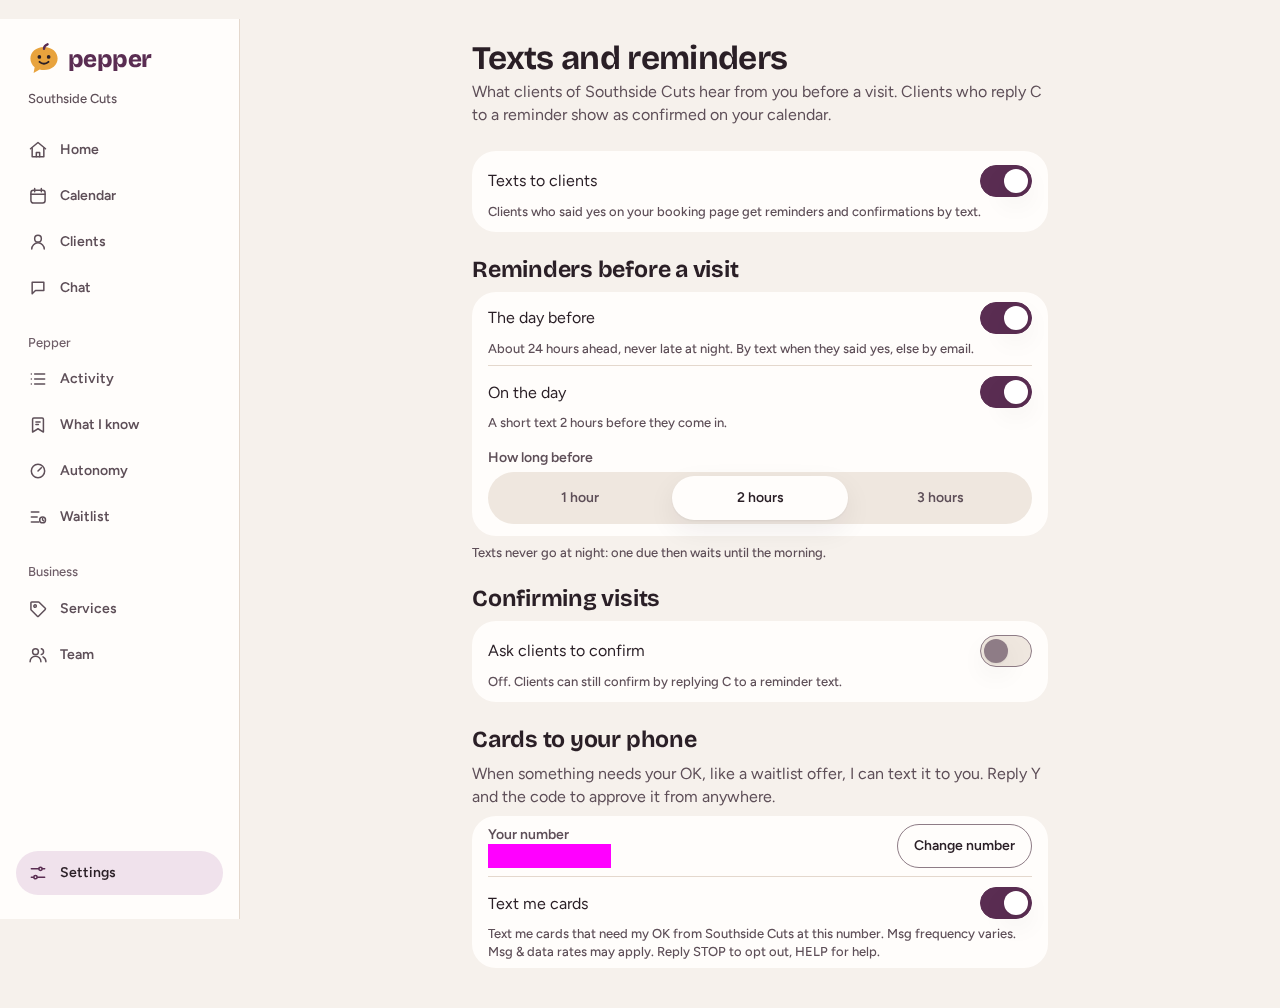 pepper
Southside Cuts
Home
Calendar
Clients
Chat
Pepper
Activity
What I know
Autonomy
Waitlist
Business
Services
Team
Settings
Texts and reminders
What clients of Southside Cuts hear from you before a visit. Clients who reply C
to a reminder show as confirmed on your calendar.
Texts to clients
Clients who said yes on your booking page get reminders and confirmations by text.
Reminders before a visit
The day before
About 24 hours ahead, never late at night. By text when they said yes, else by email.
On the day
A short text 2 hours before they come in.
How long before
1 hour
2 hours
3 hours
Texts never go at night: one due then waits until the morning.
Confirming visits
Ask clients to confirm
Off. Clients can still confirm by replying C to a reminder text.
Cards to your phone
When something needs your OK, like a waitlist offer, I can text it to you. Reply Y
and the code to approve it from anywhere.
Your number
Change number
Text me cards
Text me cards that need my OK from Southside Cuts at this number. Msg frequency varies.
Msg & data rates may apply. Reply STOP to opt out, HELP for help.